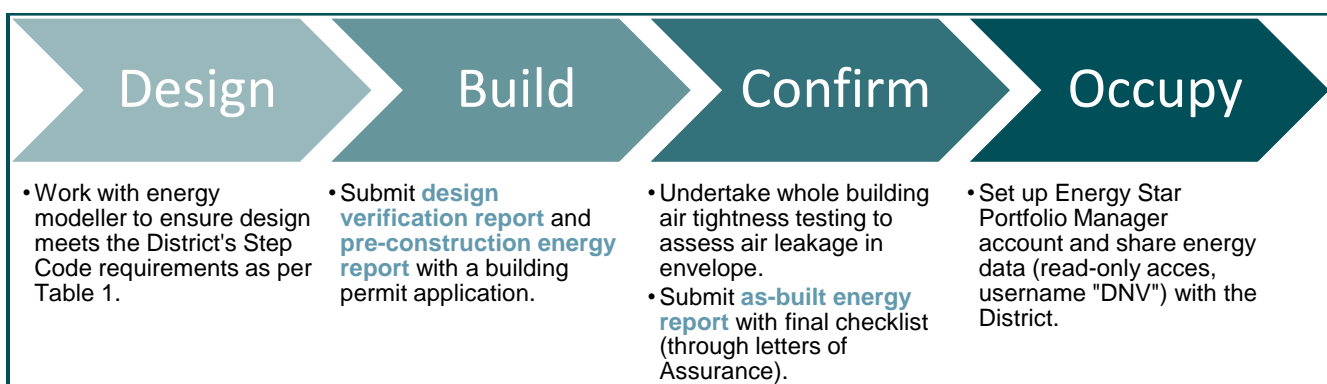 Design
Build
Confirm
Occupy
• Work with energy
modeller to ensure design
meets the District's Step
Code requirements as per
Table 1.
• Submit design
verification report and
pre-construction energy
report with a building
permit application.
• Undertake whole building
air tightness testing to
assess air leakage in
envelope.
• Submit as-built energy
report with final checklist
(through letters of
Assurance).
• Set up Energy Star
Portfolio Manager
account and share energy
data (read-only acces,
username "DNV") with the
District.